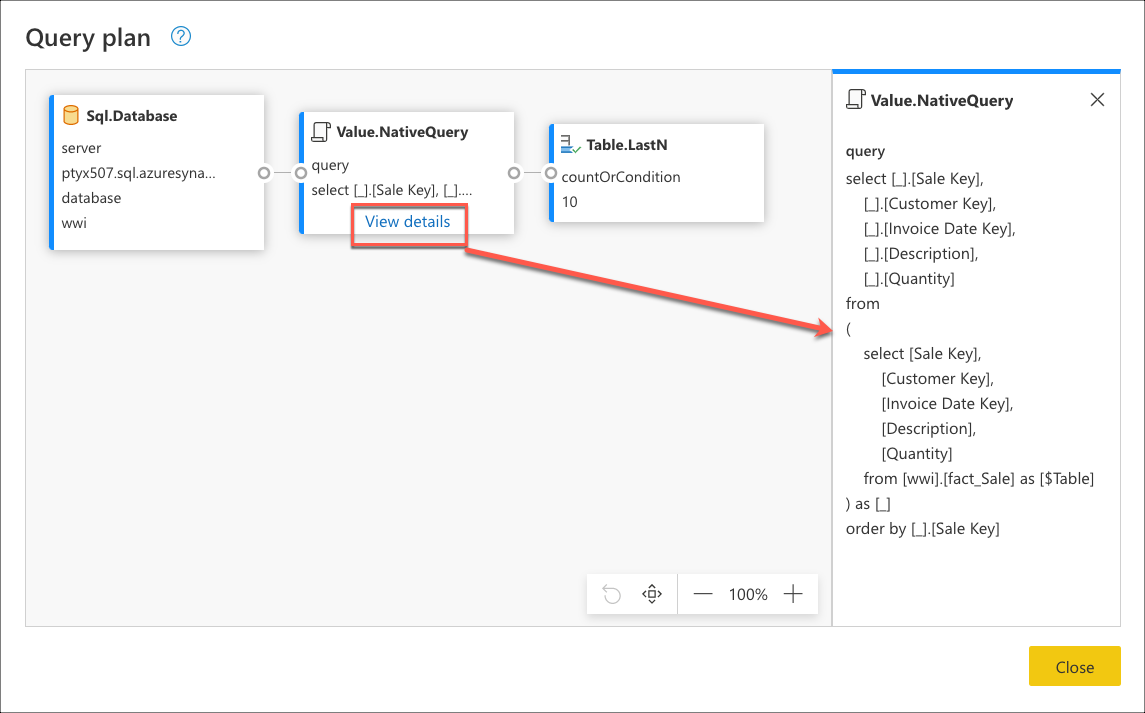 Query plan
?
Sql.Database
server
ptyx507.sql.azuresyna...
database
wwi
Value.NativeQuery
query
select [_].[Sale Key], [_]....
View details
Table.LastN
countOrCondition
10
Value.NativeQuery
query
select [_].[Sale Key],
[_].[Customer Key],
[_].[Invoice Date Key],
[_].[Description],
[_].[Quantity]
from
(
select [Sale Key],
[Customer Key],
[Invoice Date Key],
[Description],
[Quantity]
from [wwi].[fact_Sale] as [$Table]
) as [_]
order by [_].[Sale Key]
100%
Close